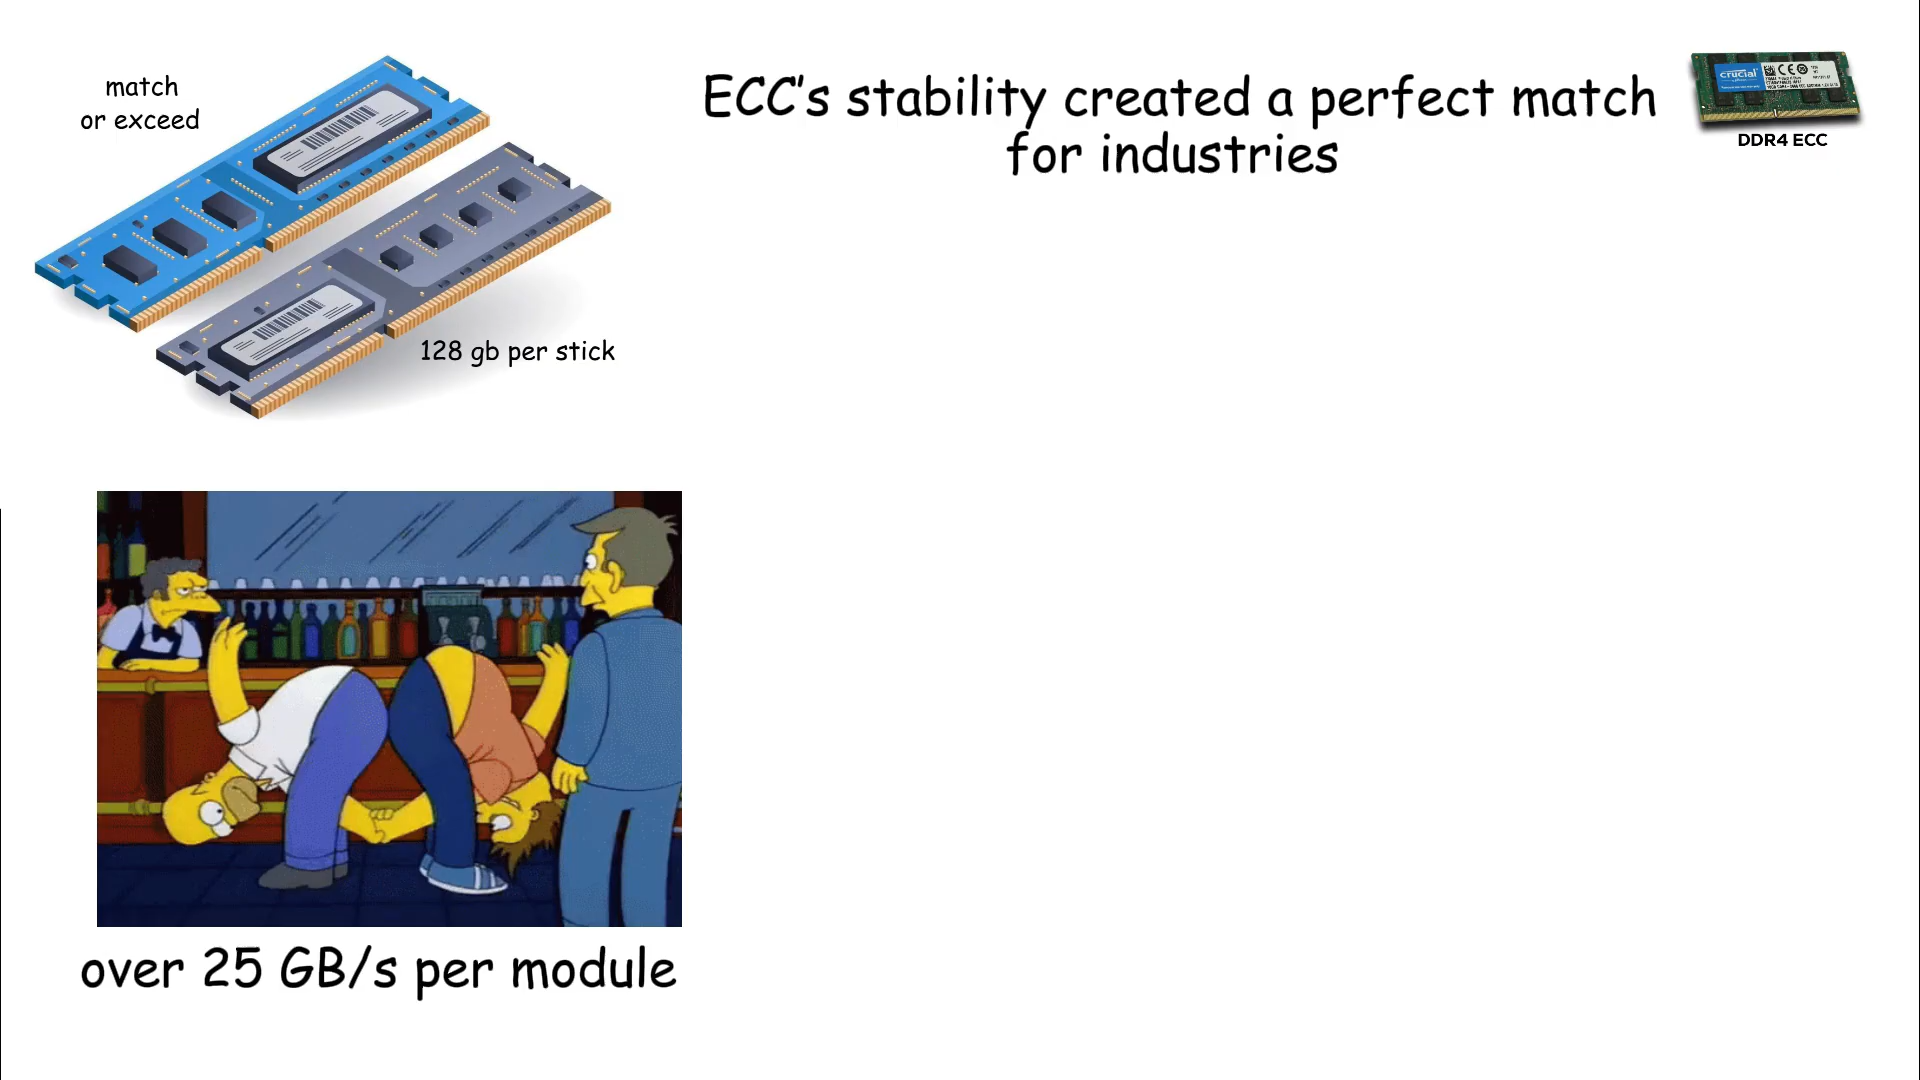 match
or exceed
ECC's stability created a perfect match
for industries
crucial
DDR4 ECC
128 gb per stick
over 25 GB/s per module